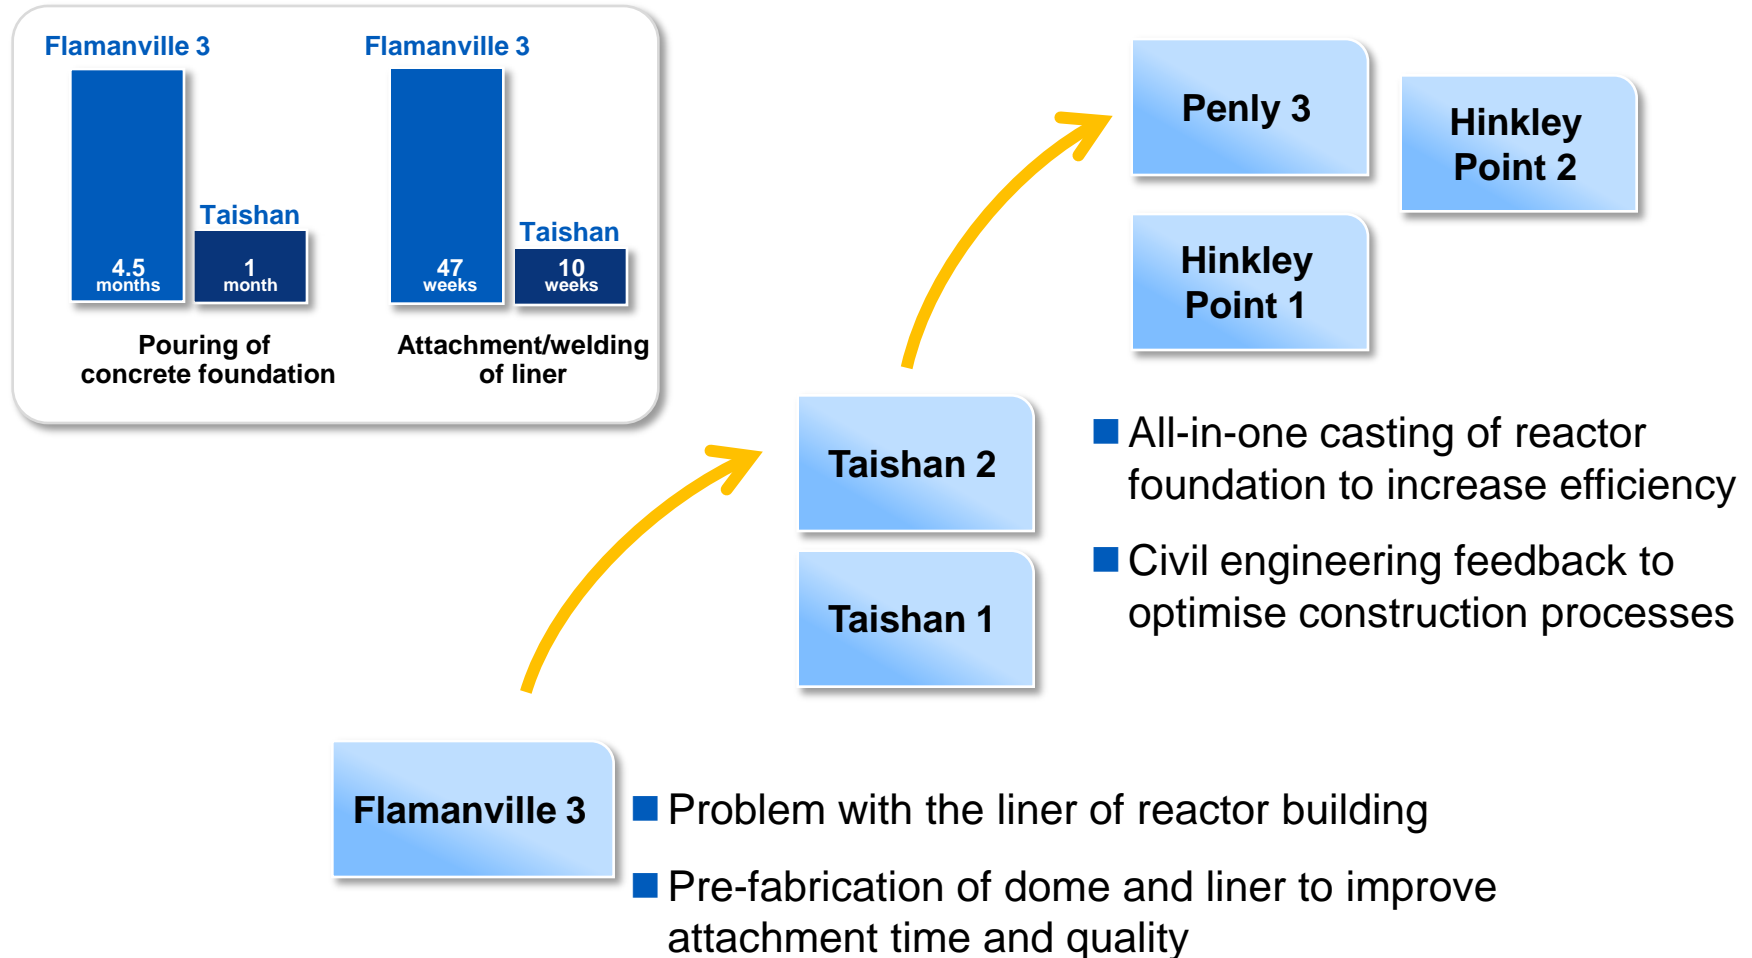 Flamanville 3
Taishan
4.5
months
1
month
Pouring of
concrete foundation
Flamanville 3
Taishan
47
weeks
10
weeks
Attachment/welding
of liner
Penly 3
Hinkley
Point 2
Hinkley
Point 1
Taishan 2
Taishan 1
All-in-one casting of reactor
foundation to increase efficiency
Civil engineering feedback to
optimise construction processes
Flamanville 3
Problem with the liner of reactor building
Pre-fabrication of dome and liner to improve
attachment time and quality